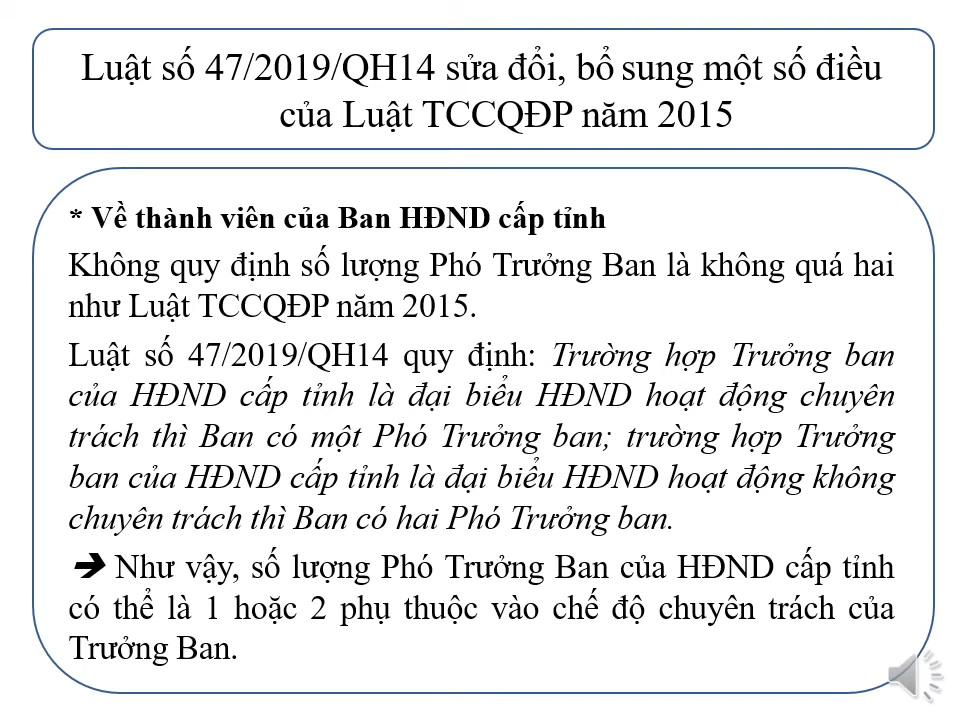 Luật số 47/2019/QH14 sửa đổi, bổ sung một số điều
của Luật TCCQĐP năm 2015
* Về thành viên của Ban HĐND cấp tỉnh
Không quy định số lượng Phó Trưởng Ban là không quá hai
như Luật TCCQĐP năm 2015.
Luật số 47/2019/QH14 quy định: Trường hợp Trưởng ban
của HĐND cấp tỉnh là đại biểu HĐND hoạt động chuyên
trách thì Ban có một Phó Trưởng ban; trường hợp Trưởng
ban của HĐND cấp tỉnh là đại biểu HĐND hoạt động không
chuyên trách thì Ban có hai Phó Trưởng ban.
➔ Như vậy, số lượng Phó Trưởng Ban của HĐND cấp tỉnh
có thể là 1 hoặc 2 phụ thuộc vào chế độ chuyên trách của
Trưởng Ban.